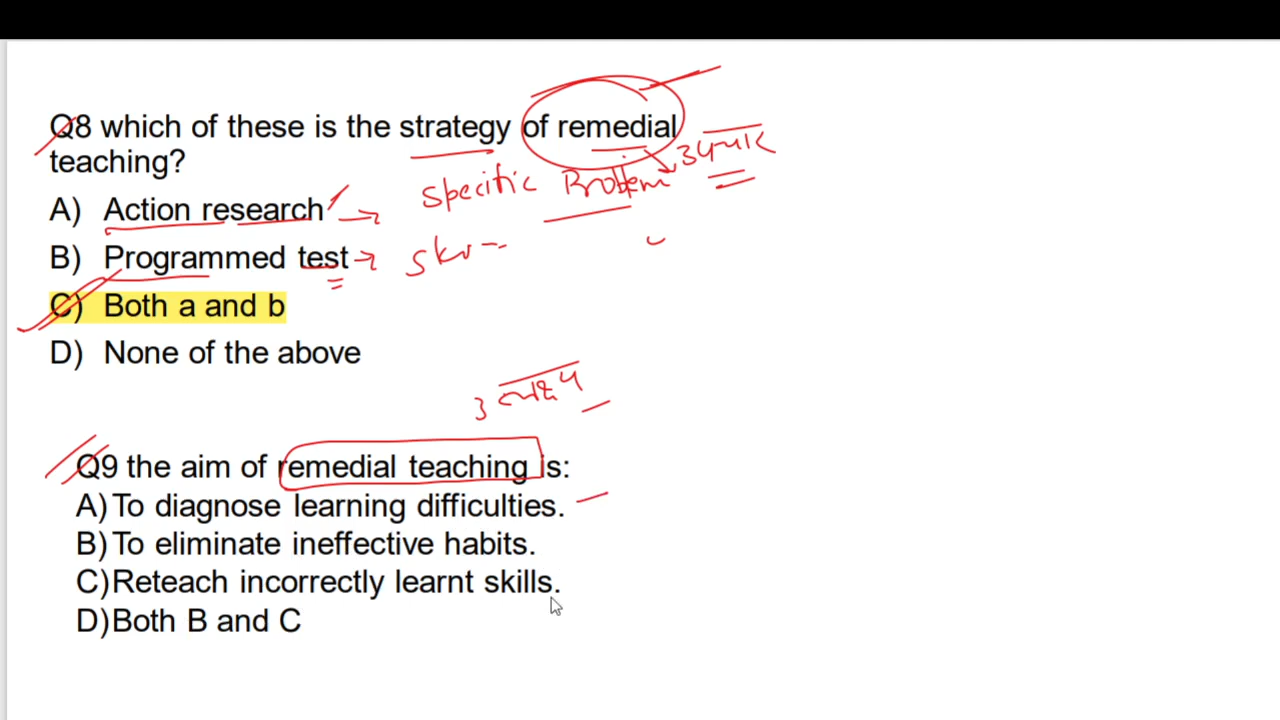 Q8 which of these is the strategy of remedial
teaching?
A) Action research
Specific Problem
B) Programmed test
C) Both a and b
D) None of the above
Q9 the aim of remedial teaching is:
A) To diagnose learning difficulties.
B) To eliminate ineffective habits.
C) Reteach incorrectly learnt skills.
D) Both B and C